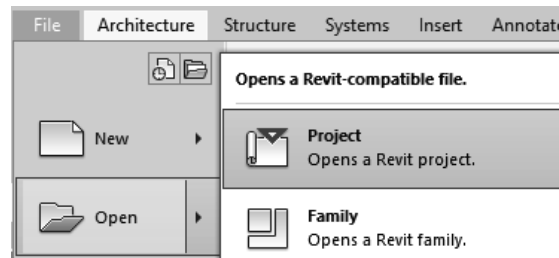 File Architecture Structure Systems Insert Annotate
Opens a Revit-compatible file.
New
Project
Opens a Revit project.
Open
Family
Opens a Revit family.